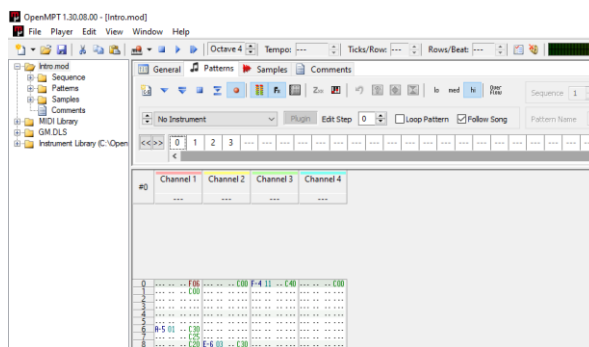 OpenMPT 1.30.08.00 - [Intro.mod]
File Player Edit View Window Help
Octave 4 Tempo: --- Ticks/Row: --- Rows/Beat: ---
Intro.mod
Sequence
Patterns
Samples
Comments
MIDI Library
GM.DLS
Instrument Library (C:\Open
General Patterns Samples Comments
lo med hi Over Flow Sequence 1
No Instrument Plugin Edit Step 0 Loop Pattern Follow Song Pattern Name
<< >> 0 1 2 3 --- --- --- --- --- --- --- --- --- --- ---
#0 Channel 1 Channel 2 Channel 3 Channel 4
--- --- --- ---
0 ... .. .. F06 ... .. .. C00 F-4 11 .. C40 ... .. .. C00
1 ... .. .. C00 ... .. .. ... ... .. .. ... ... .. .. ...
2 ... .. .. ... ... .. .. ... ... .. .. ... ... .. .. ...
3 ... .. .. ... ... .. .. ... ... .. .. ... ... .. .. ...
4 ... .. .. ... ... .. .. ... ... .. .. ... ... .. .. ...
5 ... .. .. ... ... .. .. ... ... .. .. ... ... .. .. ...
6 A-5 01 .. C30 ... .. .. ... ... .. .. ... ... .. .. ...
7 ... .. .. C25 ... .. .. ... ... .. .. ... ... .. .. ...
8 ... .. .. C20 E-6 .. C30 ... .. .. ... ... .. .. ...